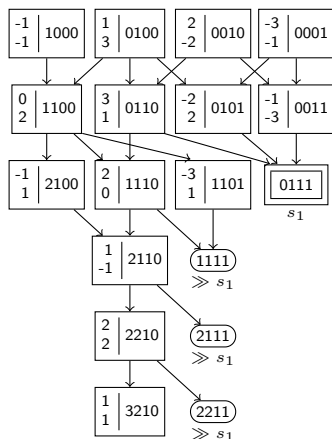 -1 -1 | 1000
1 3 | 0100
2 -2 | 0010
-3 -1 | 0001
0 2 | 1100
3 1 | 0110
-2 2 | 0101
-1 -3 | 0011
-1 1 | 2100
2 0 | 1110
-3 1 | 1101
0111
s₁
1 -1 | 2110
1111
≫ s₁
2 2 | 2210
2111
≫ s₁
1 1 | 3210
2211
≫ s₁